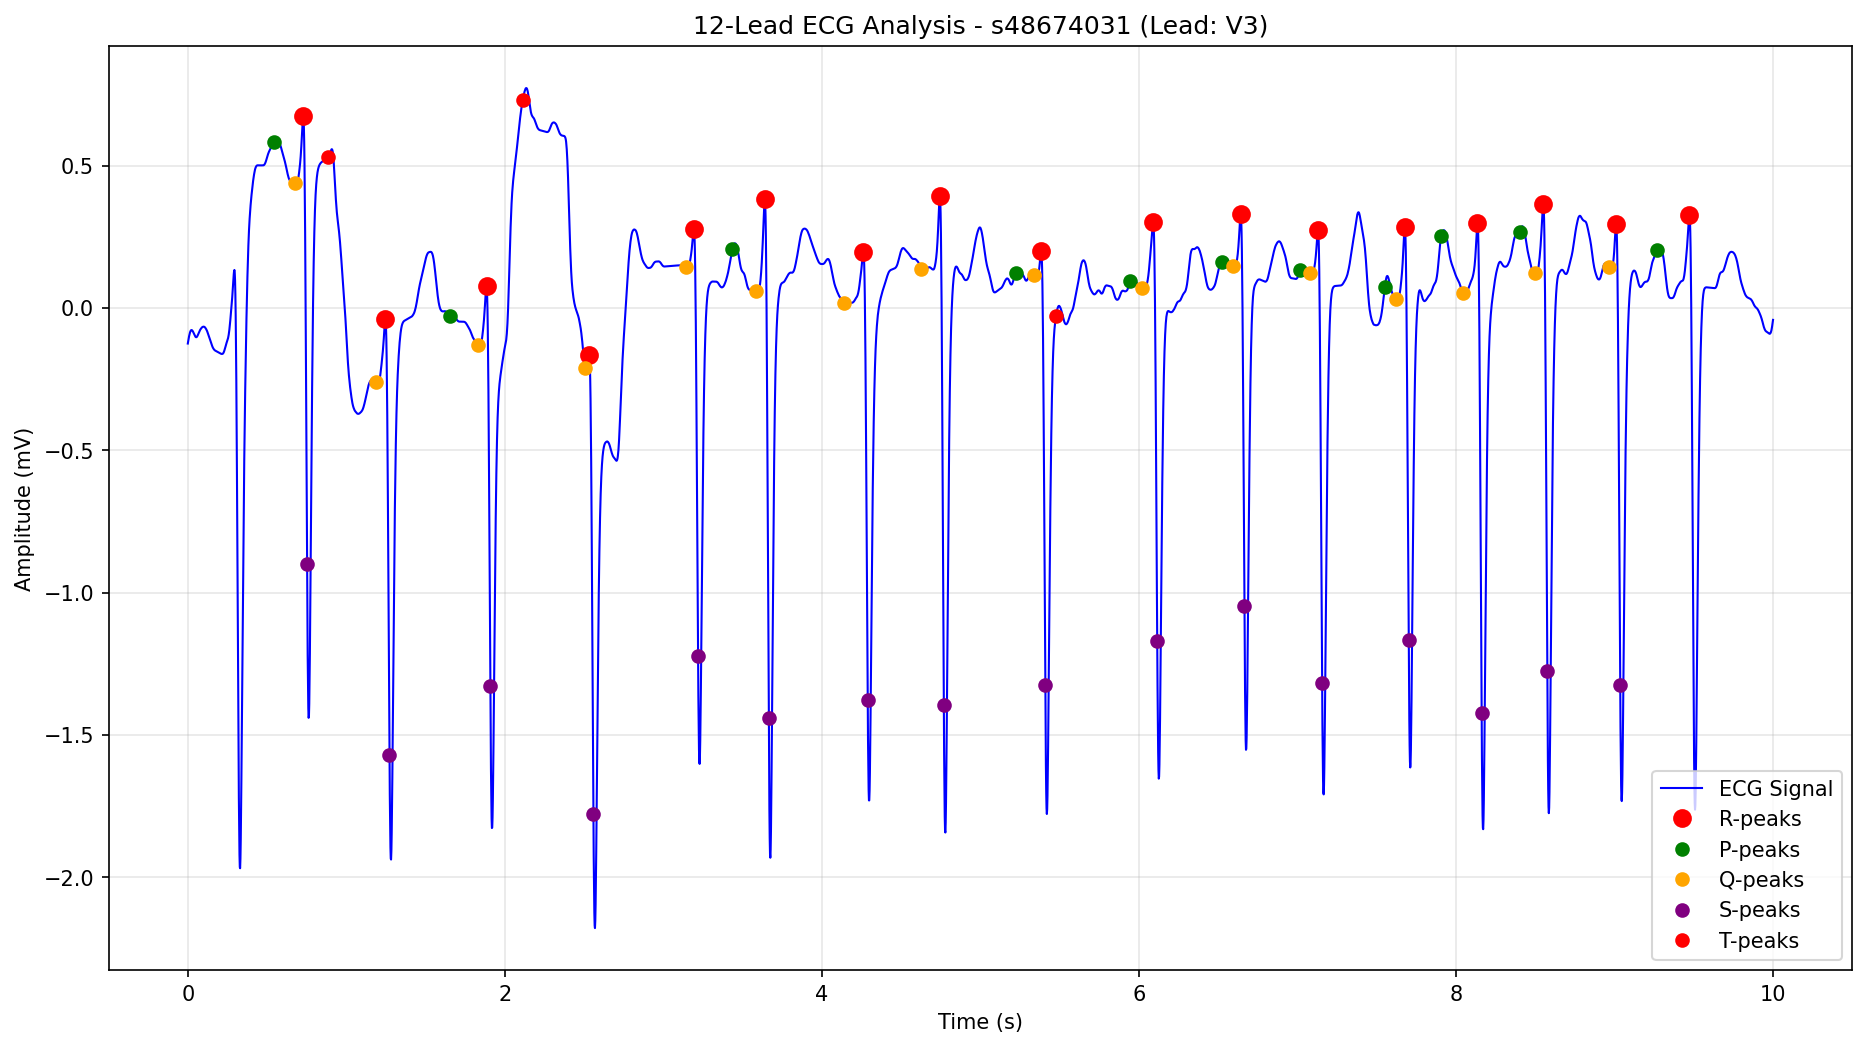 12-Lead ECG Analysis - s48674031 (Lead: V3)
Amplitude (mV)
0.5
0.0
−0.5
−1.0
−1.5
−2.0
0 2 4 6 8 10
Time (s)
ECG Signal
R-peaks
P-peaks
Q-peaks
S-peaks
T-peaks